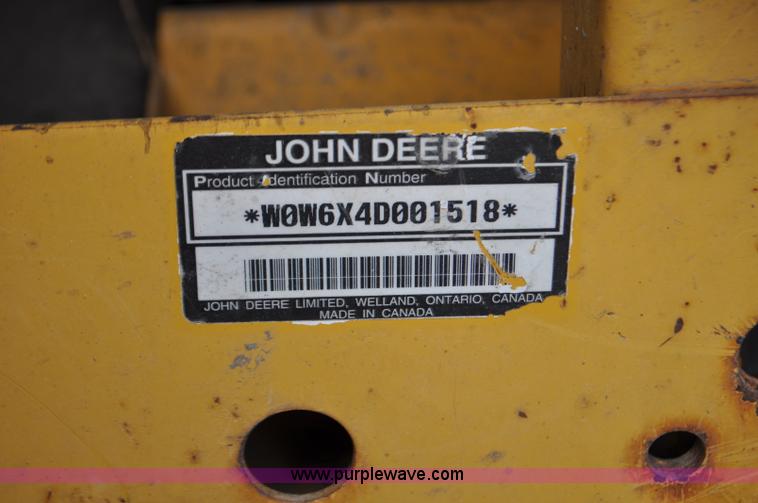 JOHN DEERE
Product Identification Number
*W0W6X4D001518*
JOHN DEERE LIMITED, WELLAND, ONTARIO, CANADA
MADE IN CANADA
www.purplewave.com